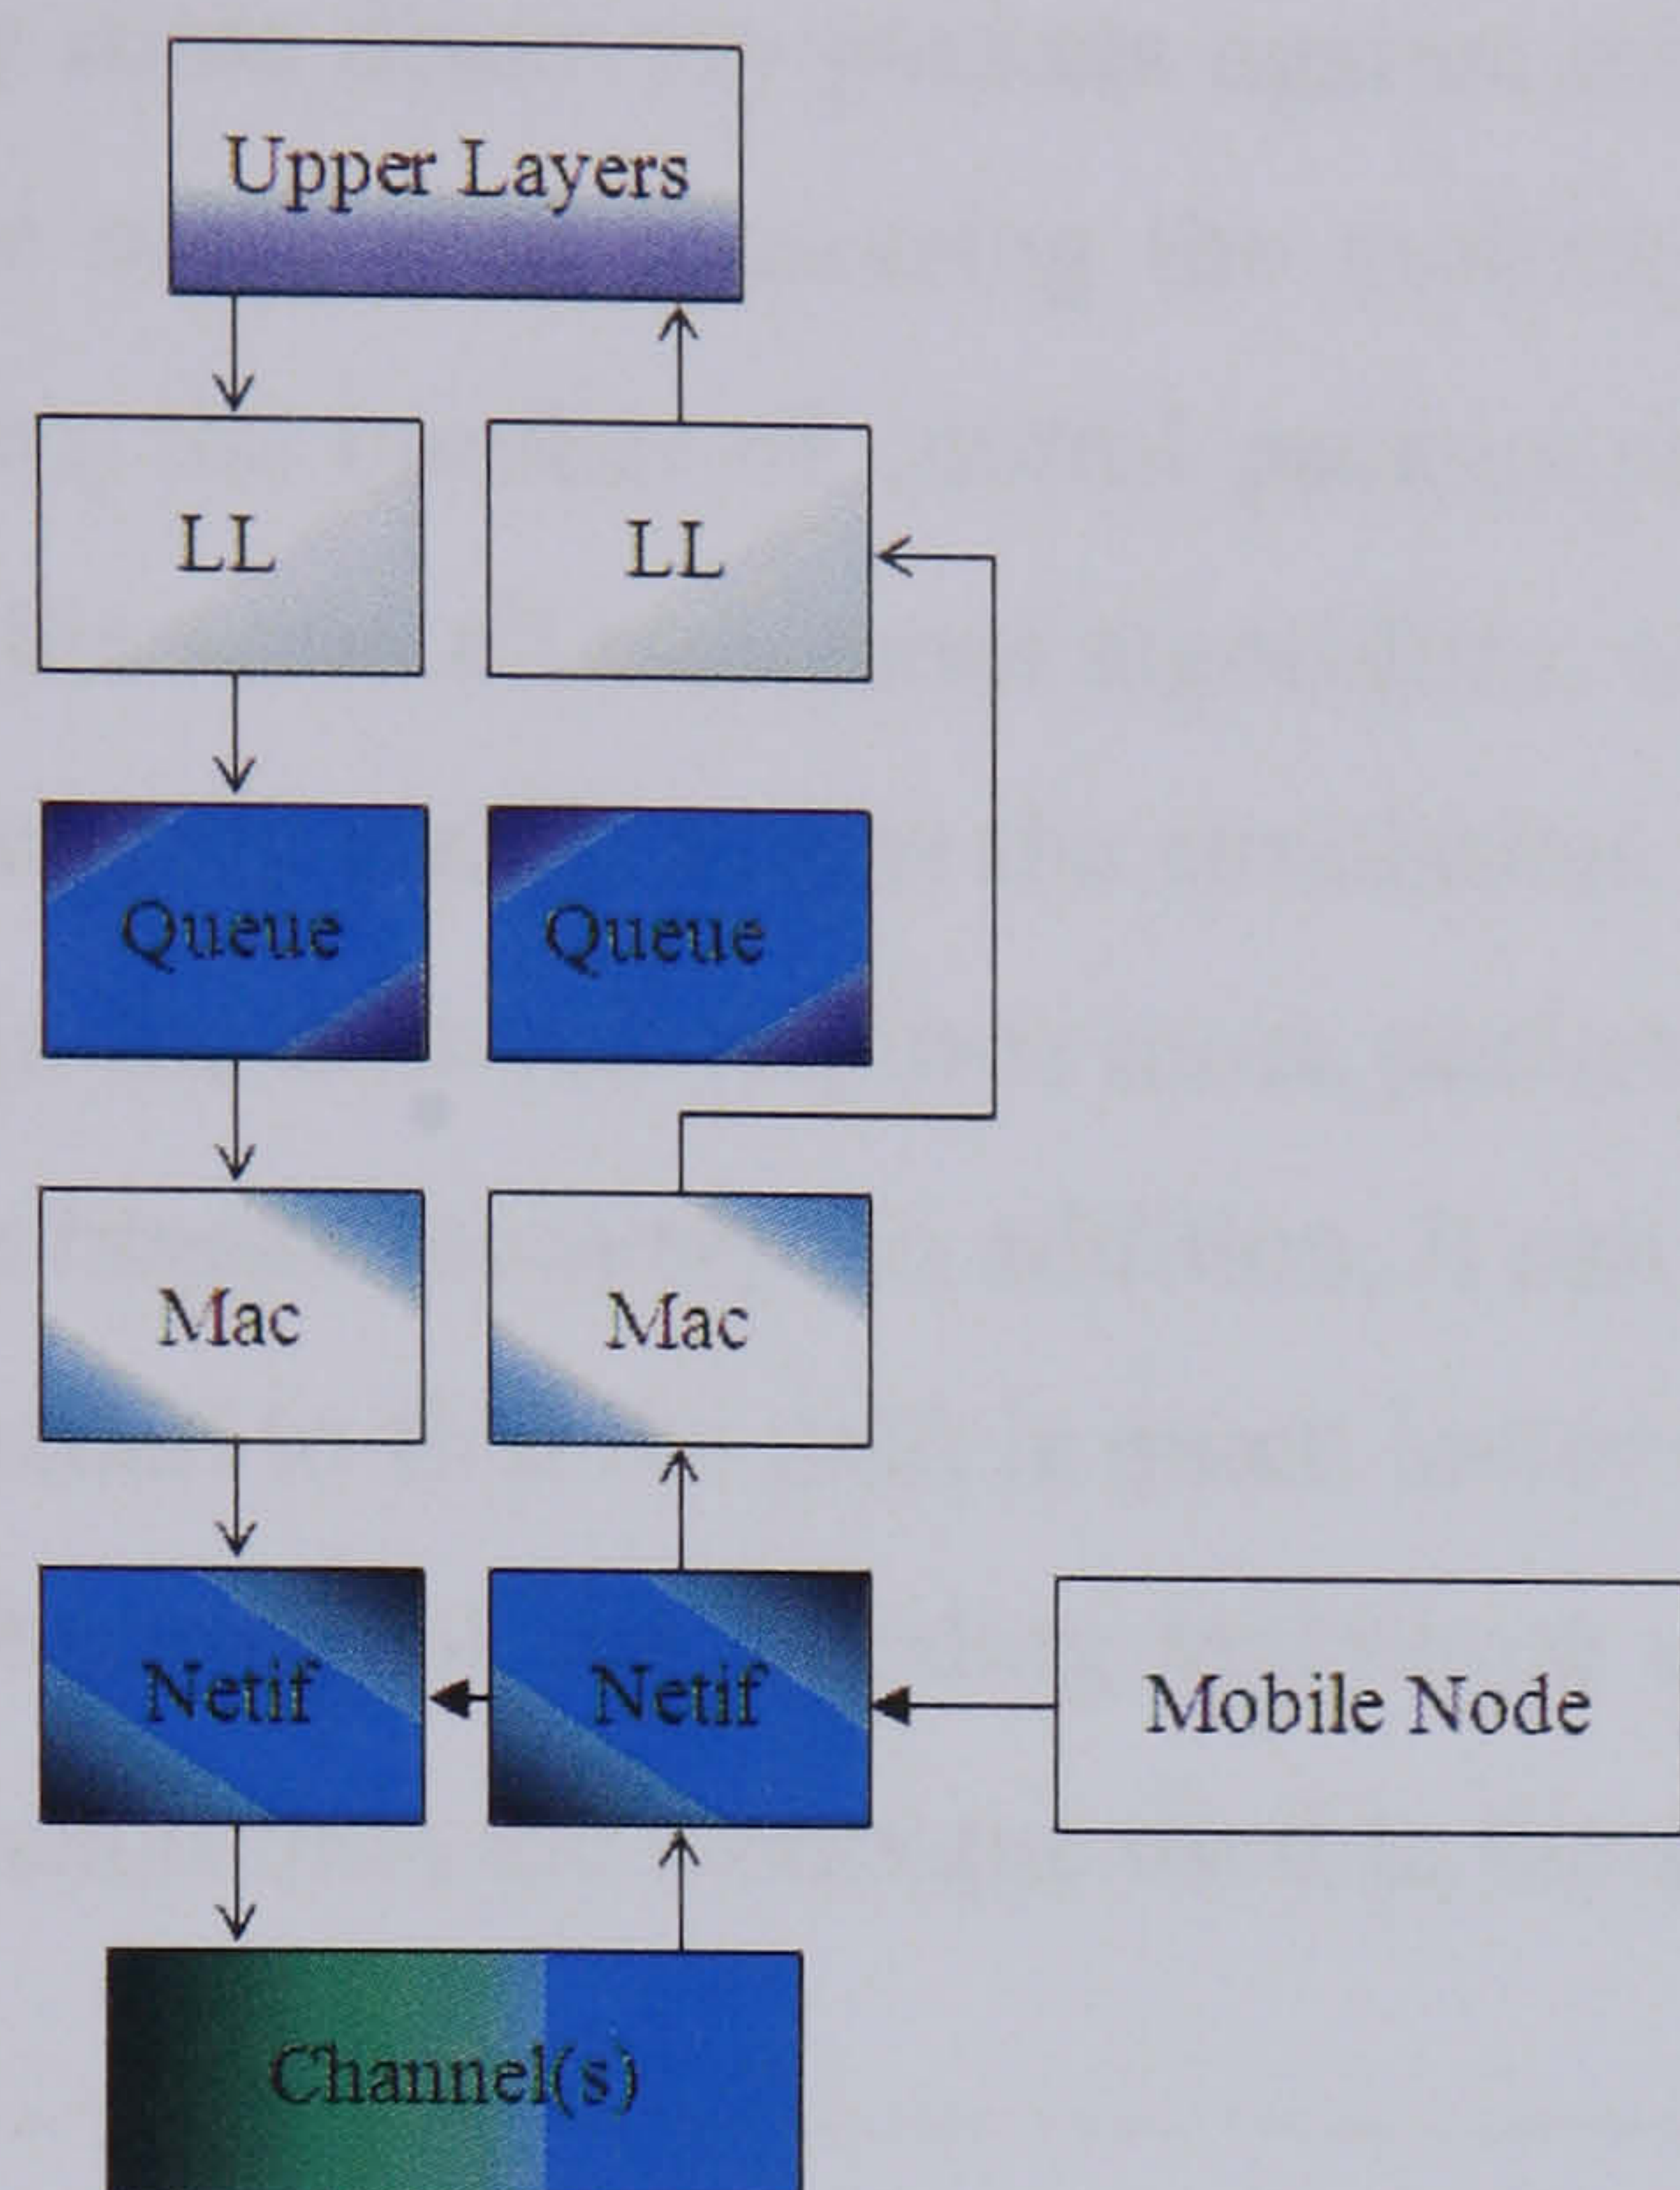 Upper Layers
LL
LL
Queue
Queue
Mac
Mac
Netif
Netif
Mobile Node
Channel(s)